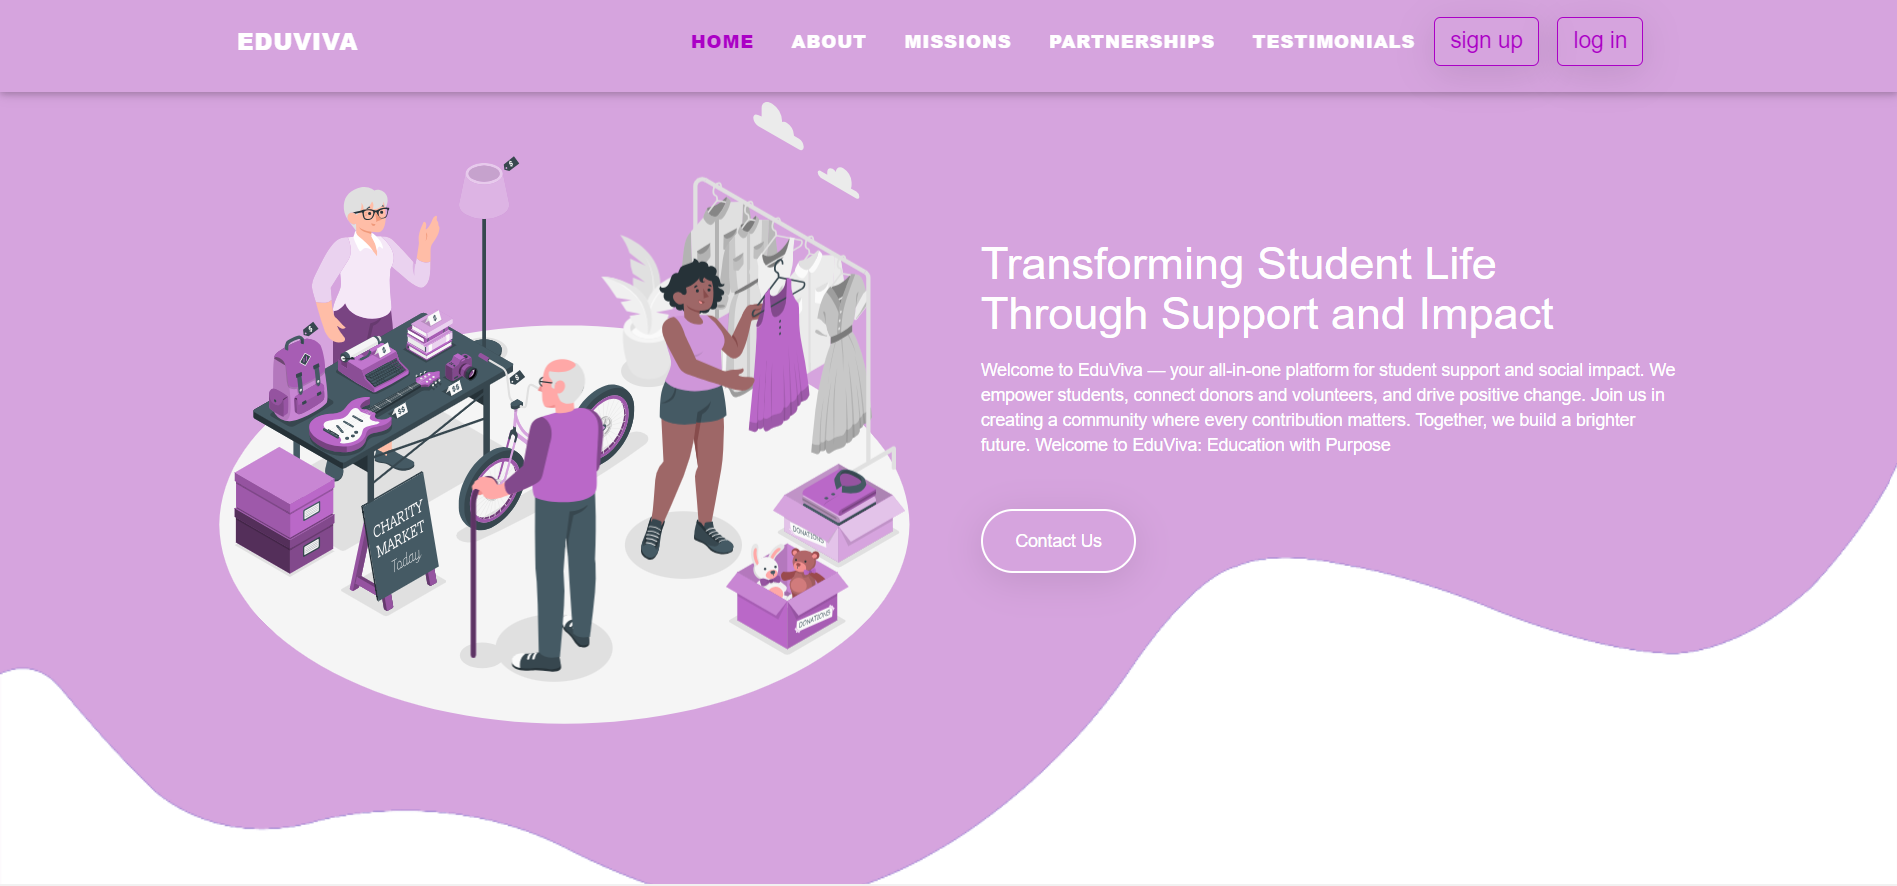 EDUVIVA
HOME ABOUT MISSIONS PARTNERSHIPS TESTIMONIALS sign up log in
$
$
$
$
$
$$
$$
CHARITY
MARKET
Today
DONATIONS
DONATIONS
Transforming Student Life
Through Support and Impact
Welcome to EduViva — your all-in-one platform for student support and social impact. We
empower students, connect donors and volunteers, and drive positive change. Join us in
creating a community where every contribution matters. Together, we build a brighter
future. Welcome to EduViva: Education with Purpose
Contact Us